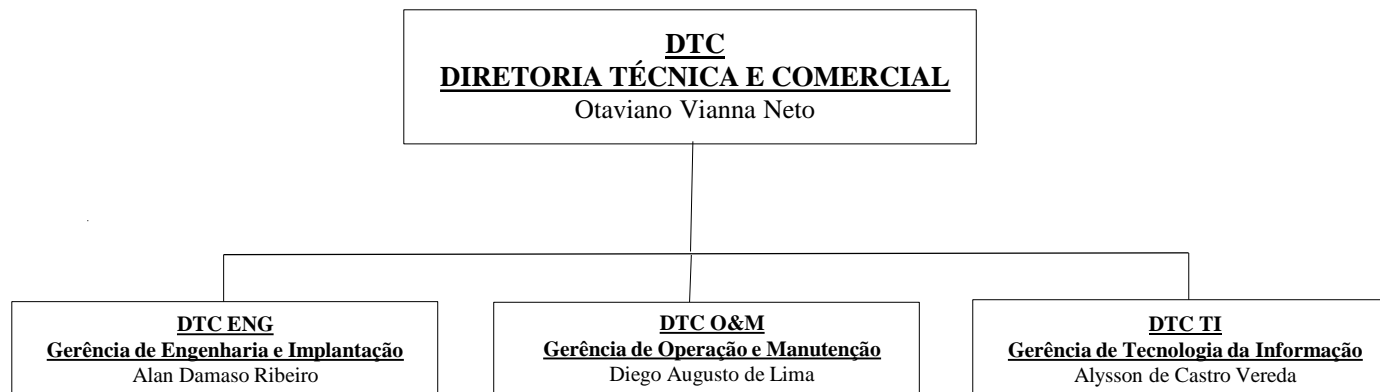 DTC
DIRETORIA TÉCNICA E COMERCIAL
Otaviano Vianna Neto
DTC ENG
Gerência de Engenharia e Implantação
Alan Damaso Ribeiro
DTC O&M
Gerência de Operação e Manutenção
Diego Augusto de Lima
DTC TI
Gerência de Tecnologia da Informação
Alysson de Castro Vereda